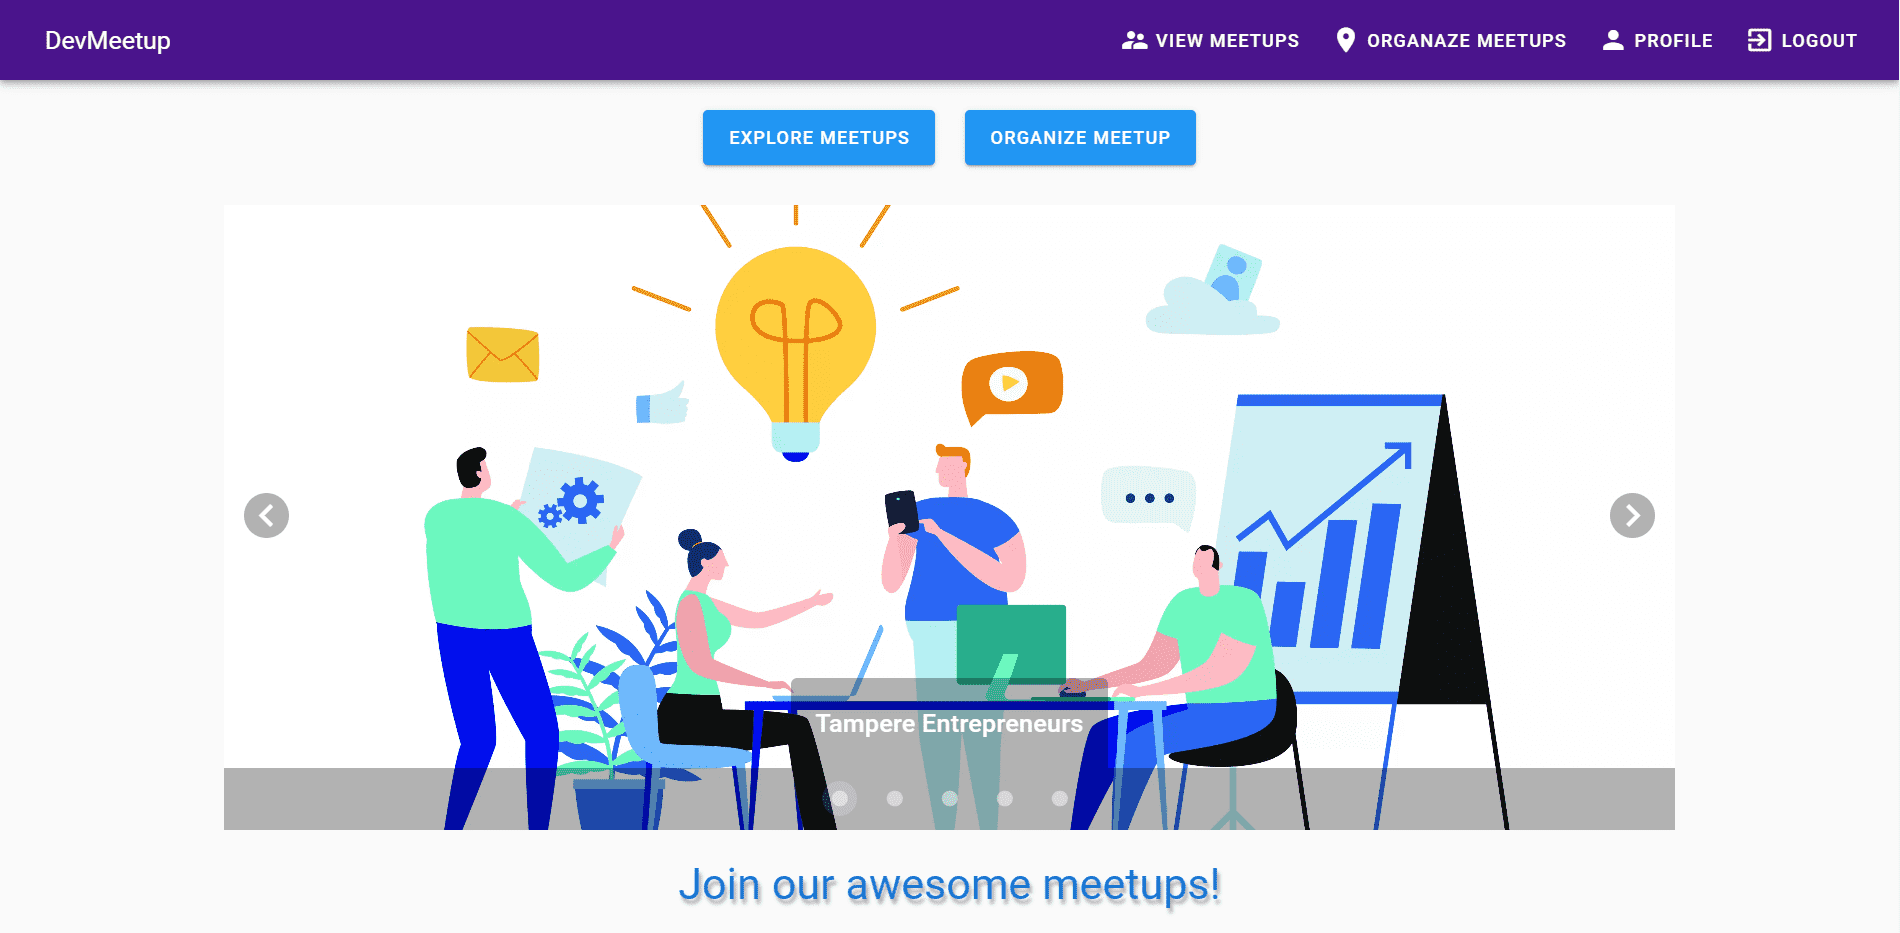 DevMeetup
VIEW MEETUPS
ORGANAZE MEETUPS
PROFILE
LOGOUT
EXPLORE MEETUPS
ORGANIZE MEETUP
Tampere Entrepreneurs
Join our awesome meetups!